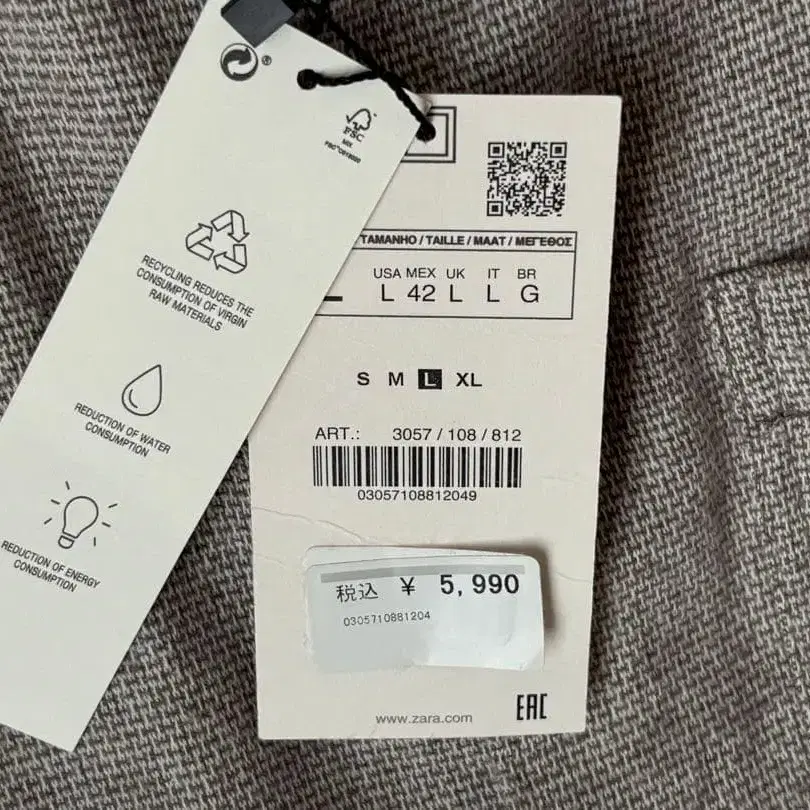 ®
FSC
MIX
RECYCLING REDUCES THE
CONSUMPTION OF VIRGIN
RAW MATERIALS
REDUCTION OF WATER
CONSUMPTION
REDUCTION OF ENERGY
CONSUMPTION
TAMANHO / TAILLE / MAAT / ΜΕΓΕΘΟΣ
USA MEX UK IT BR
L 42 L L G
S M L XL
ART.: 3057 / 108 / 812
03057108812049
税込 ¥ 5,990
0305710881204
www.zara.com
EAC